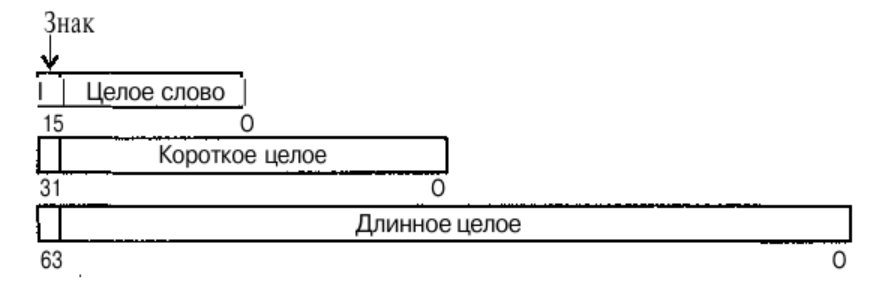 Знак
Целое слово
15 0
Короткое целое
31 0
Длинное целое
63 0